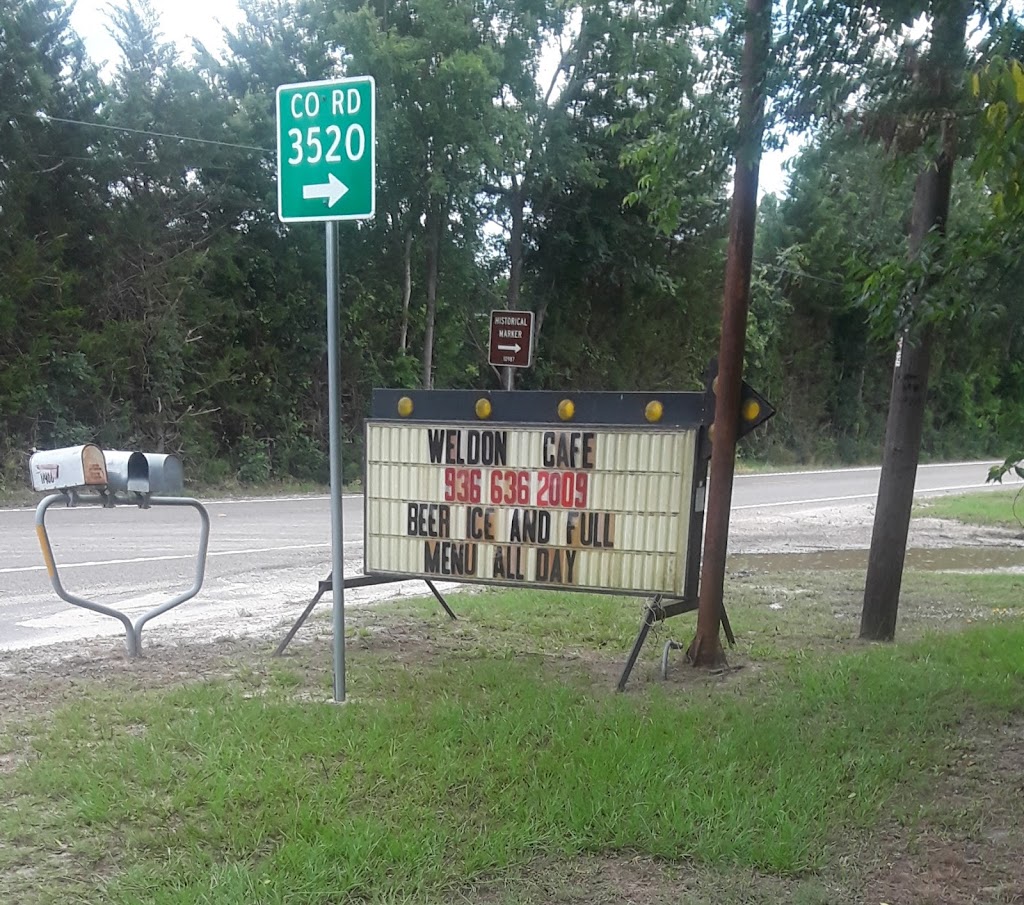 CO RD
3520
HISTORICAL
MARKER
WELDON CAFE
936 636 2009
BEER ICE AND FULL
MENU ALL DAY